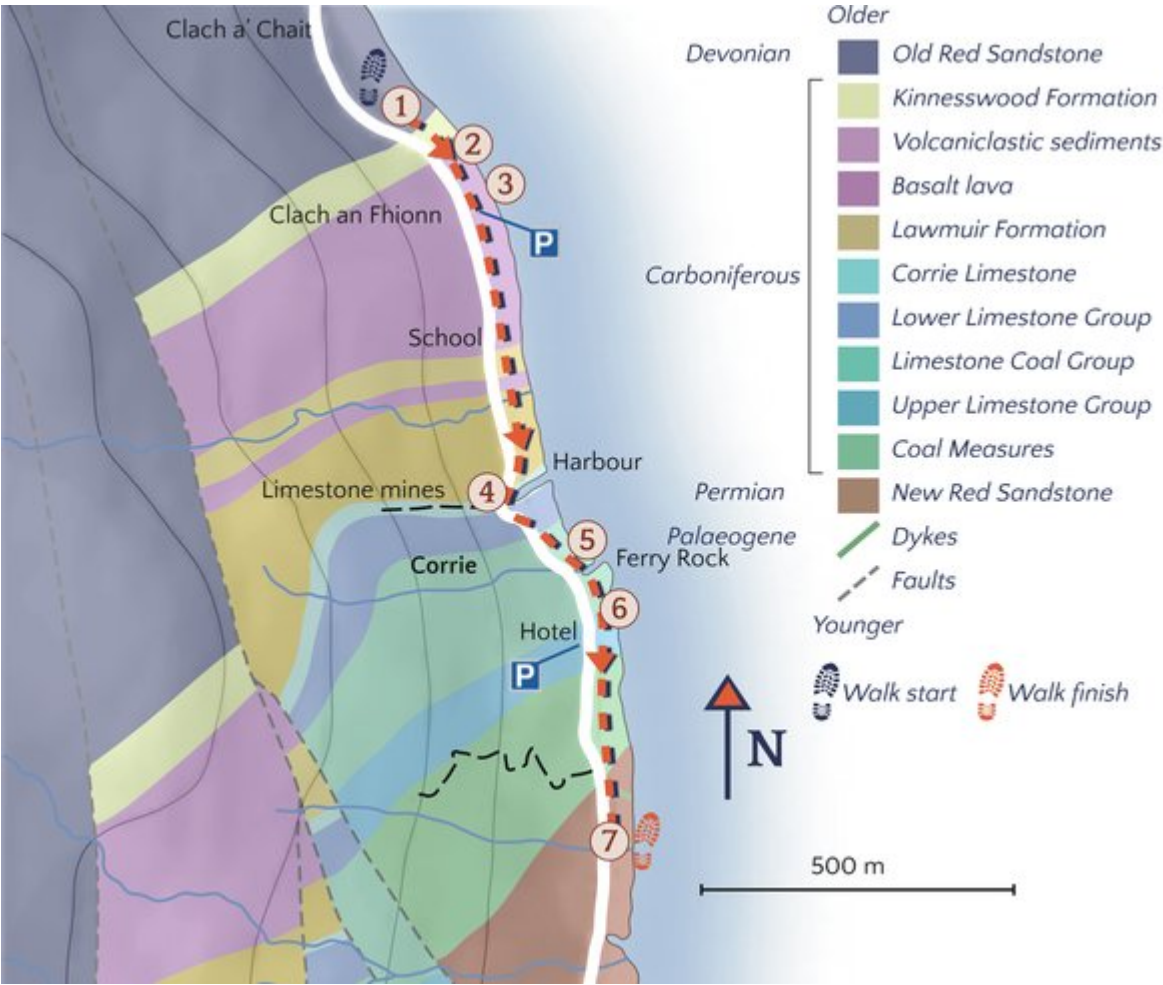 Clach a' Chait
1
2
3
Clach an Fhionn
P
School
Harbour
Limestone mines
4
5
Corrie
Ferry Rock
6
Hotel
P
7
Older
Devonian
Old Red Sandstone
Kinnesswood Formation
Volcaniclastic sediments
Basalt lava
Lawmuir Formation
Carboniferous
Corrie Limestone
Lower Limestone Group
Limestone Coal Group
Upper Limestone Group
Coal Measures
Permian
New Red Sandstone
Palaeogene
Dykes
Faults
Younger
Walk start
Walk finish
N
500 m